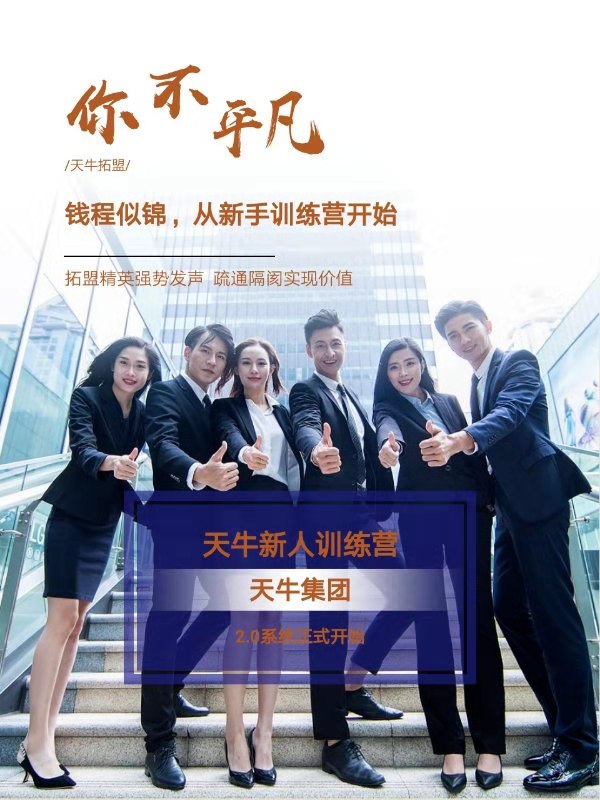 你不平凡
/天牛拓盟/
钱程似锦，从新手训练营开始
拓盟精英强势发声 疏通隔阂实现价值
天牛新人训练营
天牛集团
2.0系统正式开始